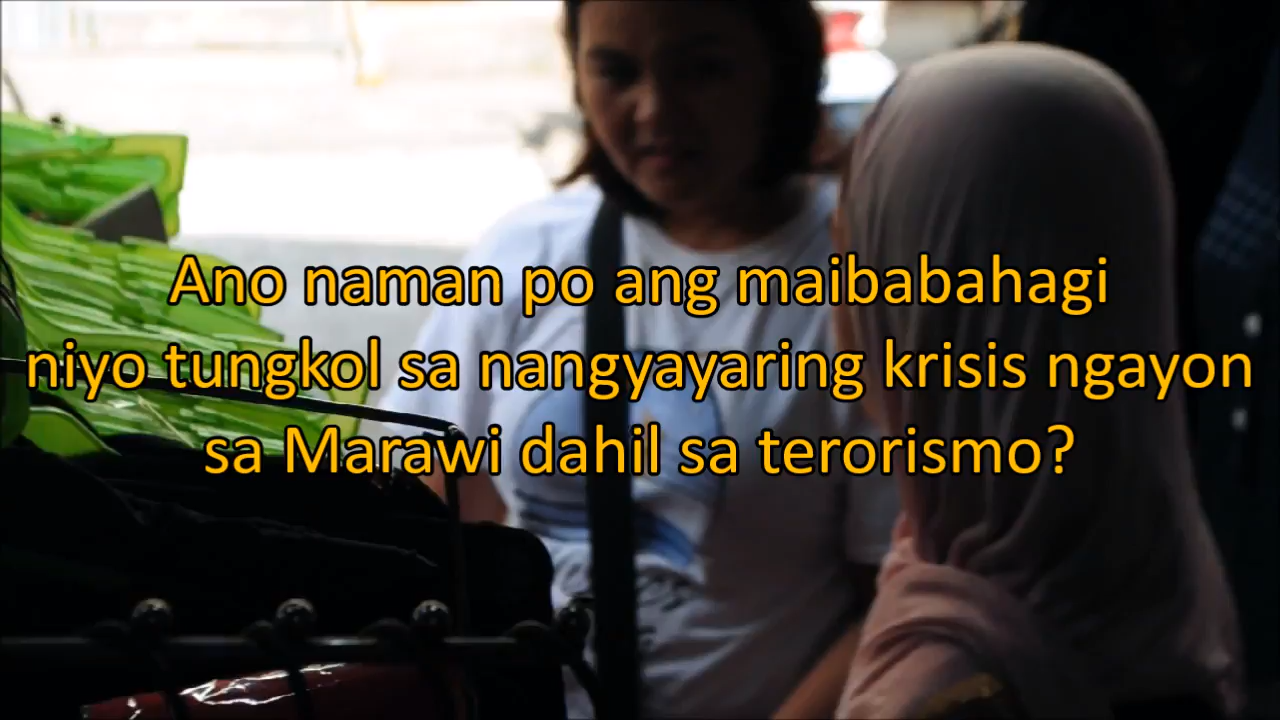 Ano naman po ang maibabahagi
niyo tungkol sa nangyayaring krisis ngayon
sa Marawi dahil sa terorismo?